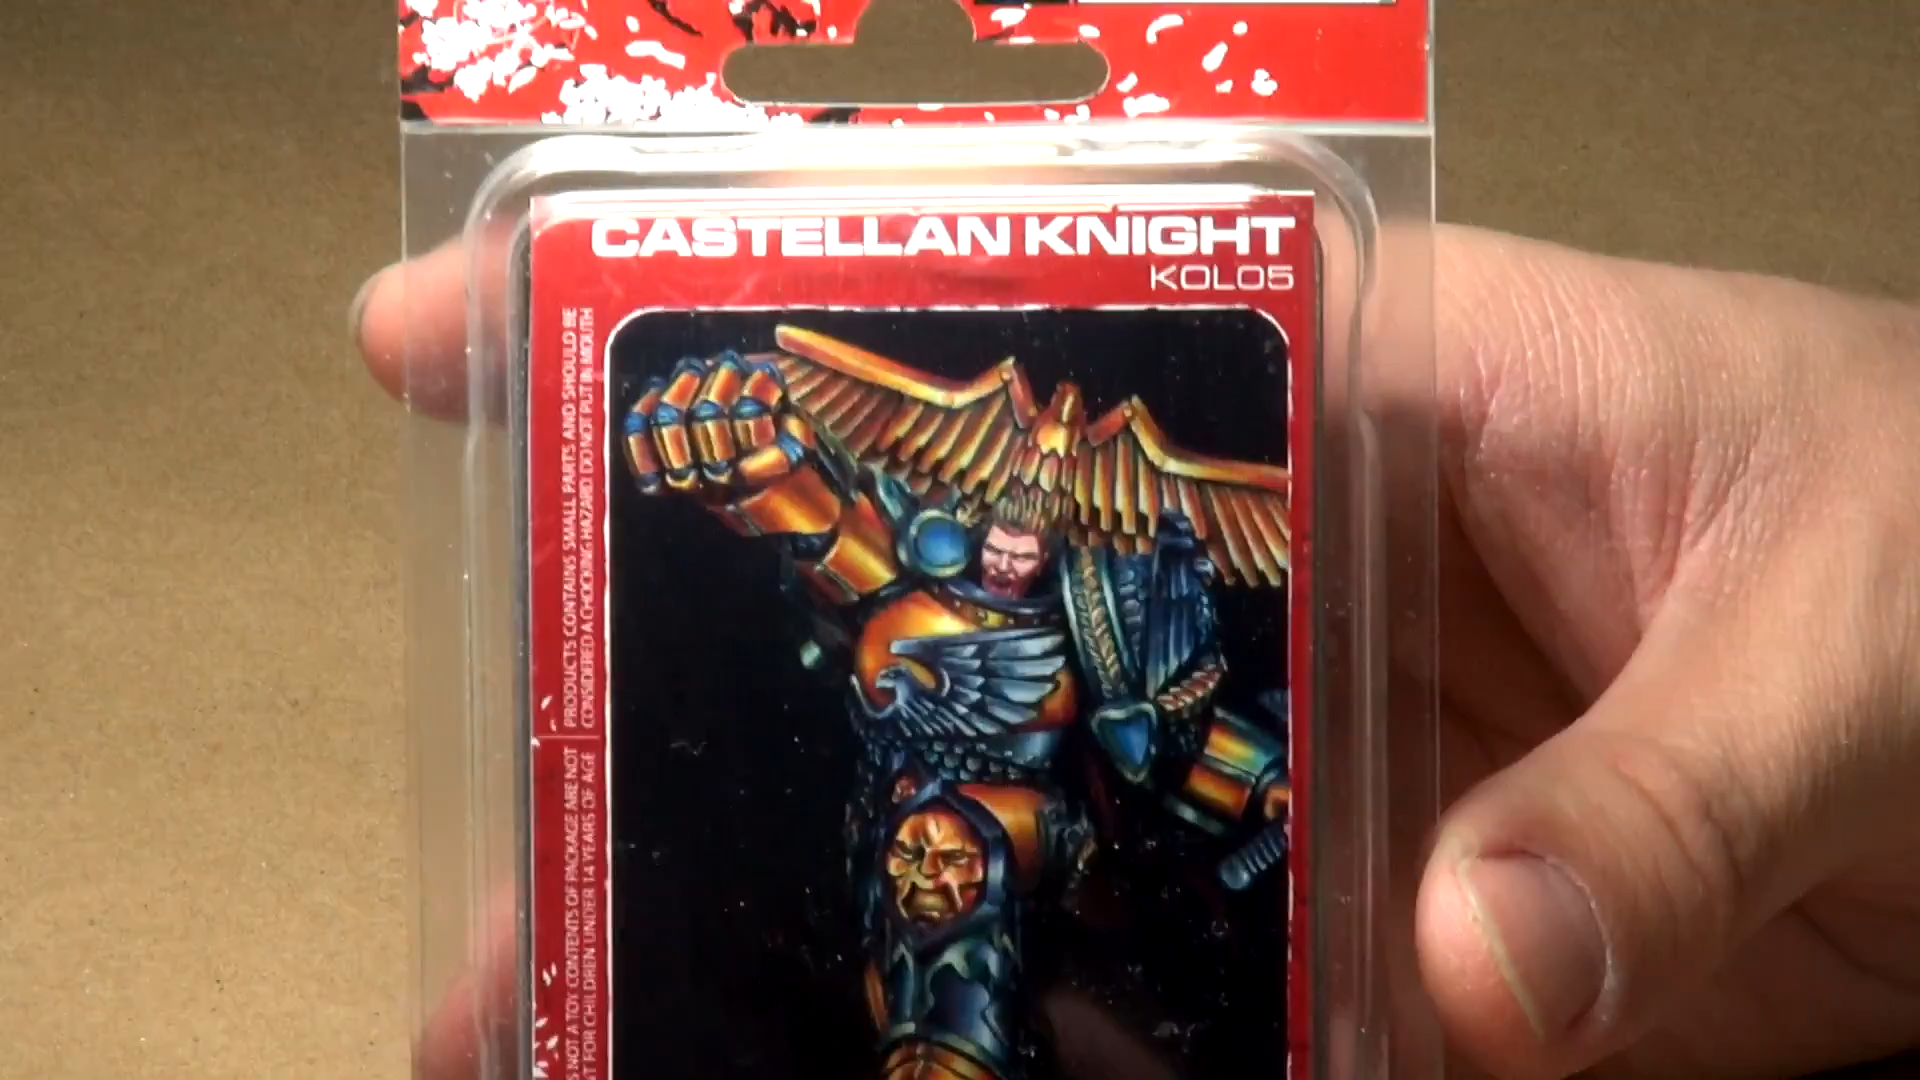 CASTELLAN KNIGHT
KOL05
PRODUCTS CONTAINS SMALL PARTS AND SHOULD BE
CONSIDERED A CHOCKING HAZARD DO NOT PUT IN MOUTH
NOT A TOY CONTENTS OF PACKAGE ARE NOT
FOR CHILDREN UNDER 14 YEARS OF AGE